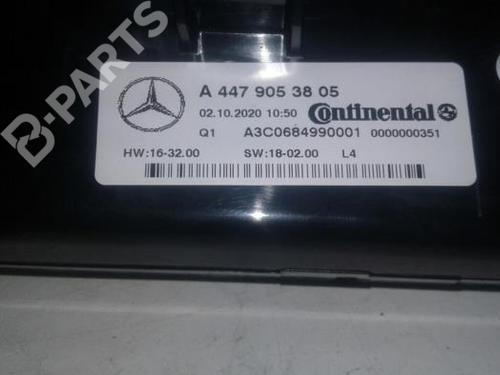 B-PARTS
A 447 905 38 05
02.10.2020 10:50 Continental
Q1 A3C0684990001 0000000351
HW:16-32.00 SW:18-02.00 L4